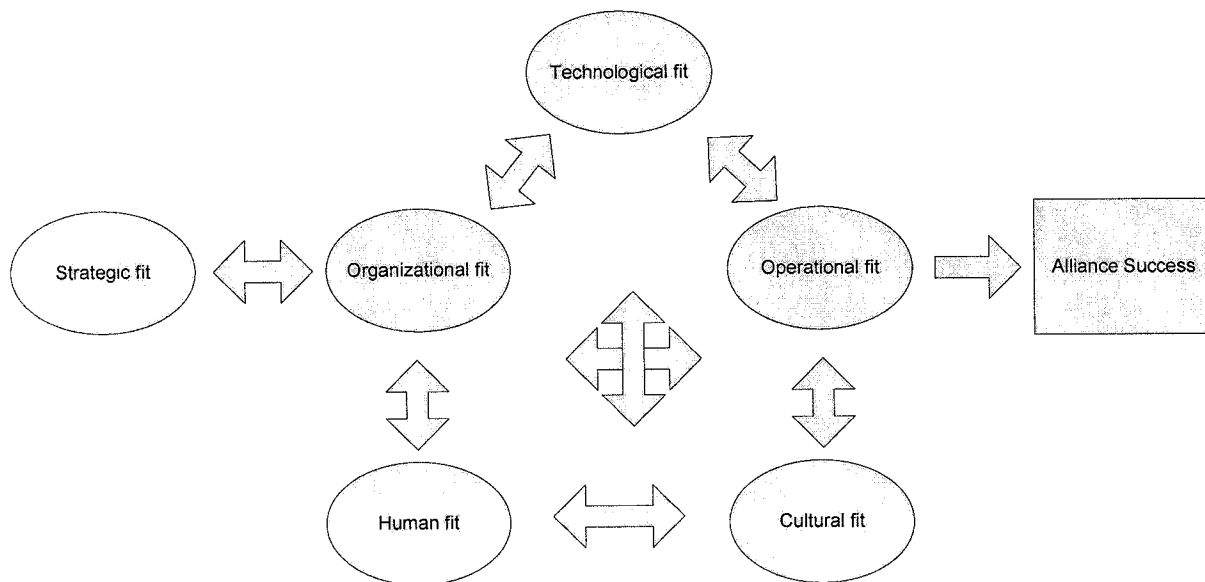 Technological fit
Strategic fit
Organizational fit
Operational fit
Alliance Success
Human fit
Cultural fit